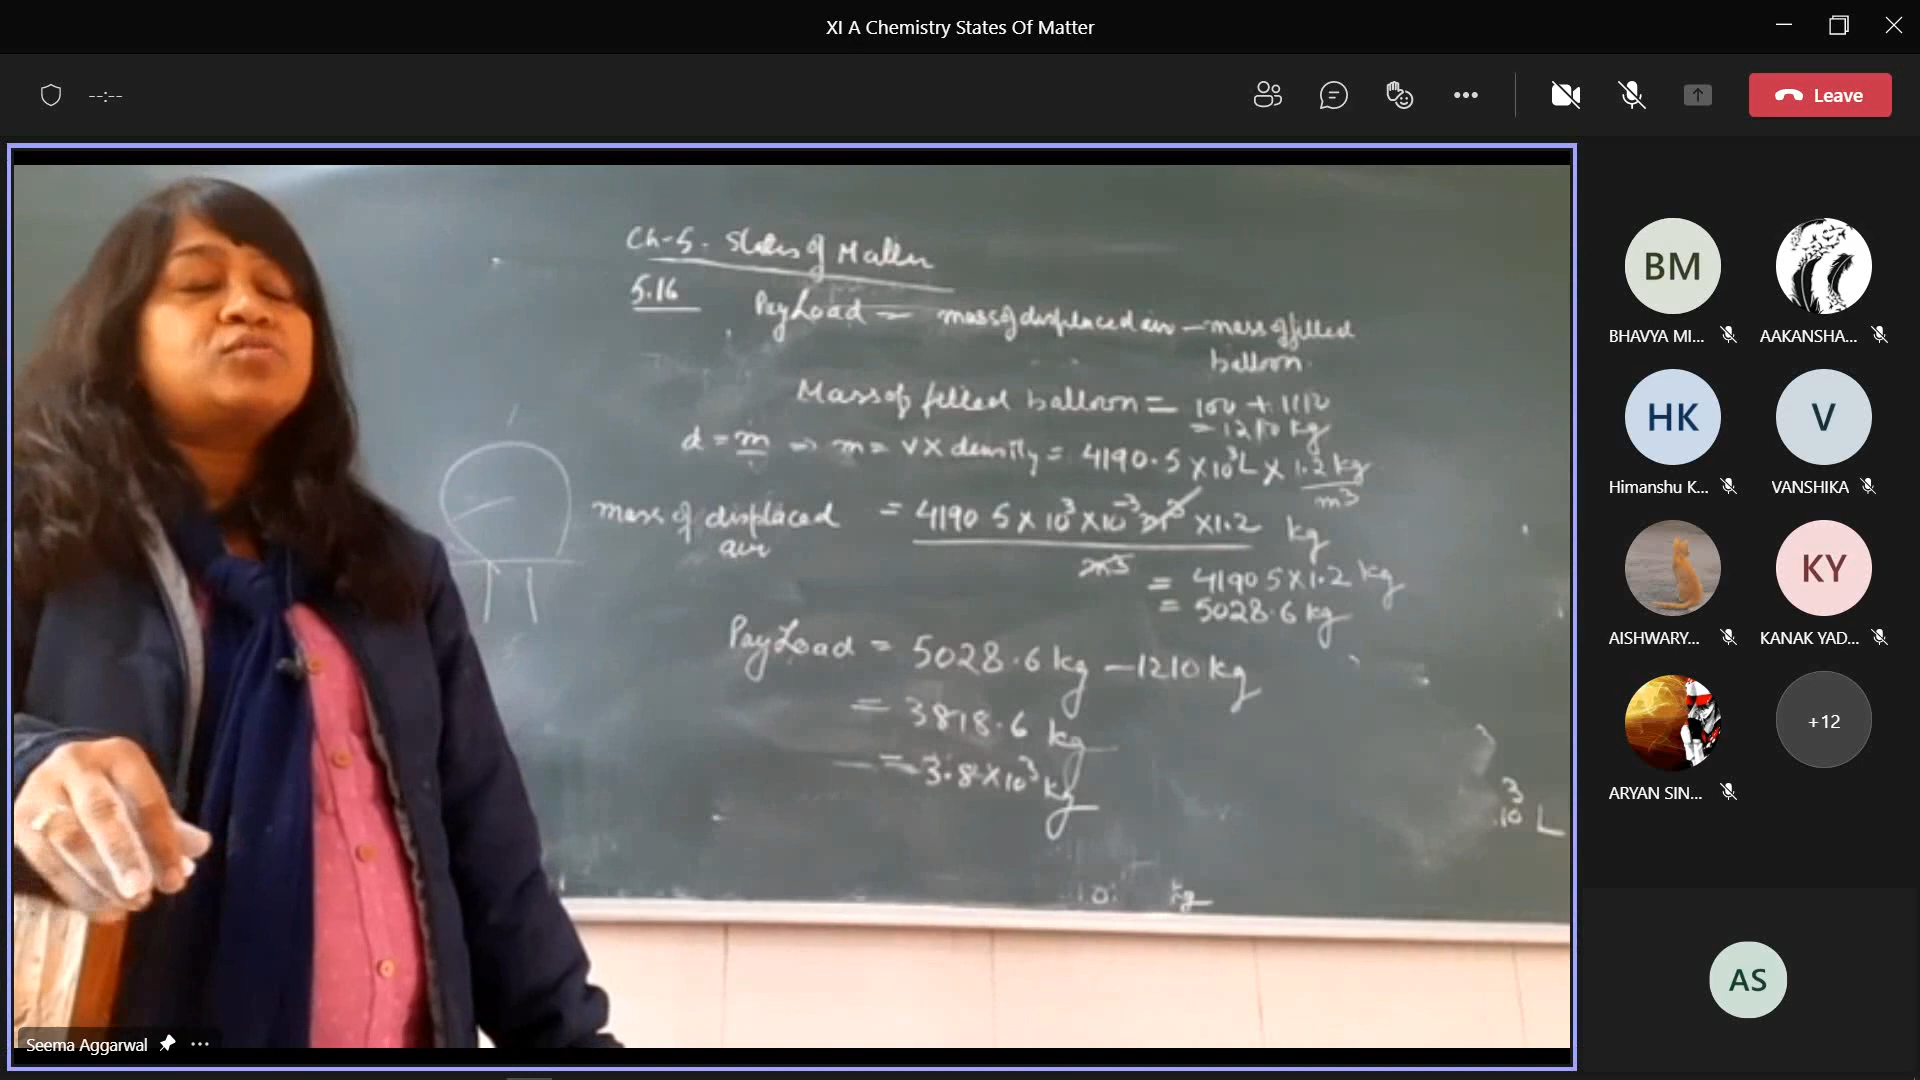 XI A Chemistry States Of Matter
--:--
Leave
Ch-5. States of Matter
5.16
PayLoad = mass of displaced air - mass of filled
balloon.
Mass of filled balloon = 100 + 1110
= 1210 kg
d = m => m = V X density = 4190.5 X 10³L X 1.2 kg
m³
mass of displaced = 4190 5 X 10³ X 10⁻³ m³ X 1.2 kg
air
m³
= 4190 5 X 1.2 kg
= 5028.6 kg
PayLoad = 5028.6 kg - 1210 kg
= 3818.6 kg
= 3.8 X 10³ kg
3
10 L
kg
Seema Aggarwal
BM
BHAVYA MI...
AAKANSHA...
HK
Himanshu K...
V
VANSHIKA
AISHWARY...
KY
KANAK YAD...
ARYAN SIN...
+12
AS